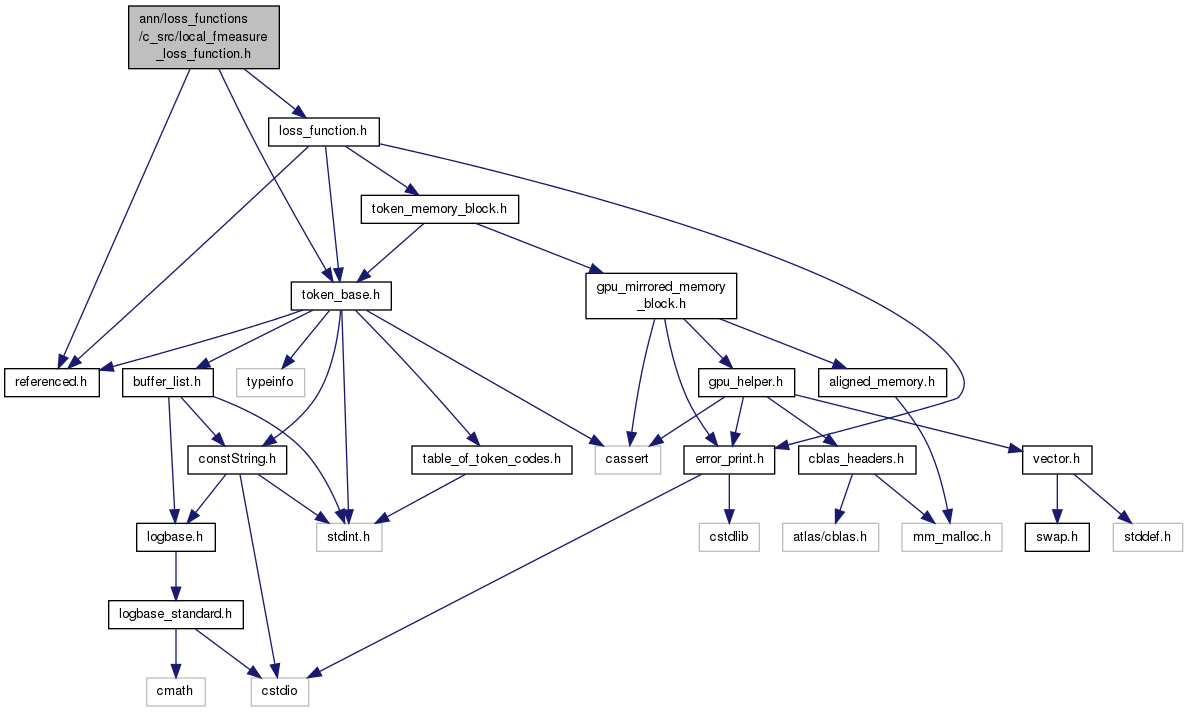 ann/loss_functions
/c_src/local_fmeasure
_loss_function.h
loss_function.h
token_memory_block.h
gpu_mirrored_memory
_block.h
token_base.h
referenced.h
buffer_list.h
typeinfo
gpu_helper.h
aligned_memory.h
constString.h
table_of_token_codes.h
cassert
error_print.h
cblas_headers.h
vector.h
logbase.h
stdint.h
cstdlib
atlas/cblas.h
mm_malloc.h
swap.h
stddef.h
logbase_standard.h
cmath
cstdio